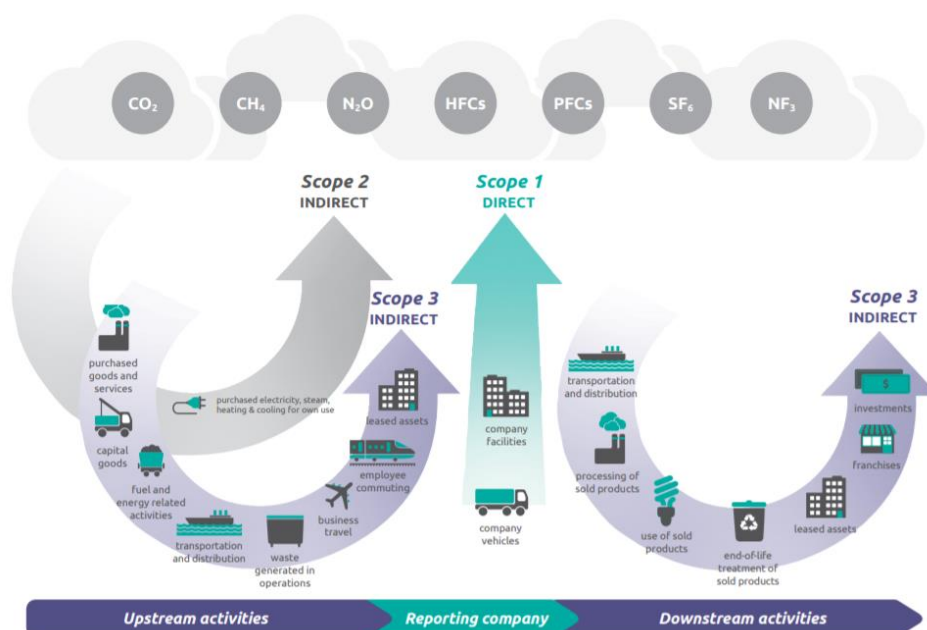 CO₂ CH₄ N₂O HFCs PFCs SF₆ NF₃
Scope 2
INDIRECT
Scope 1
DIRECT
Scope 3
INDIRECT
Scope 3
INDIRECT
purchased
goods and
services
capital
goods
fuel and
energy related
activities
transportation
and distribution
waste
generated in
operations
business
travel
employee
commuting
leased assets
purchased electricity, steam,
heating & cooling for own use
company
facilities
company
vehicles
transportation
and distribution
processing
of sold products
use of sold
products
end-of-life
treatment of
sold products
leased assets
franchises
investments
$
Upstream activities
Reporting company
Downstream activities